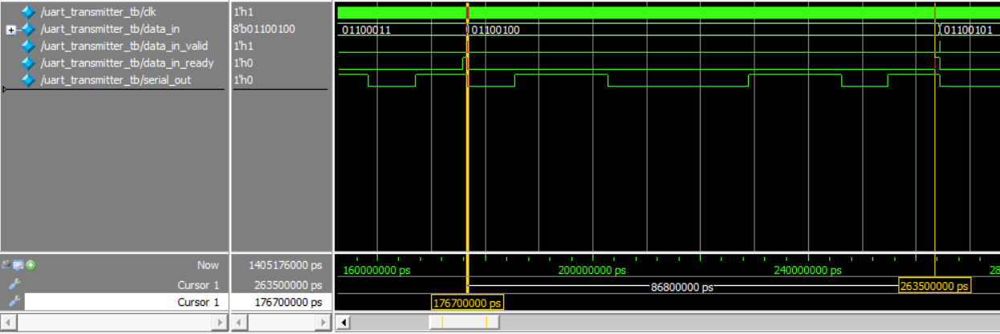 /uart_transmitter_tb/clk 1'h1
/uart_transmitter_tb/data_in 8'b01100100 01100011 01100100 01100101
/uart_transmitter_tb/data_in_valid 1'h1
/uart_transmitter_tb/data_in_ready 1'h0
/uart_transmitter_tb/serial_out 1'h0
Now 1405176000 ps 160000000 ps 200000000 ps 240000000 ps 28
Cursor 1 263500000 ps 86800000 ps 263500000 ps
Cursor 1 176700000 ps 176700000 ps